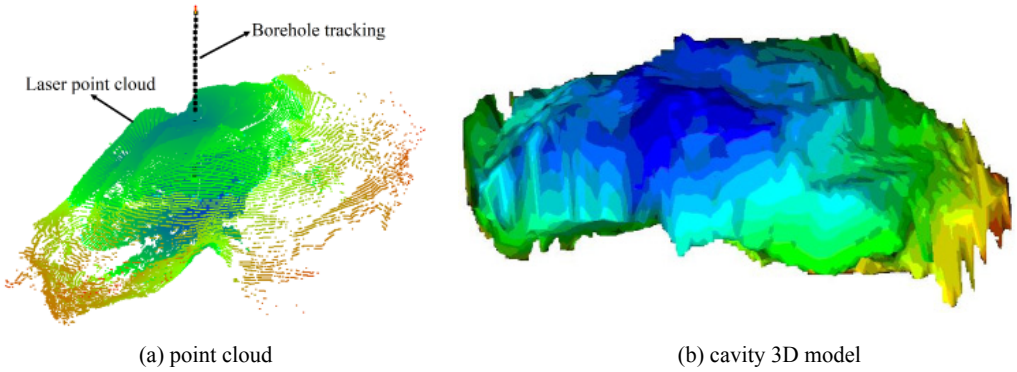 Borehole tracking
Laser point cloud
(a) point cloud
(b) cavity 3D model